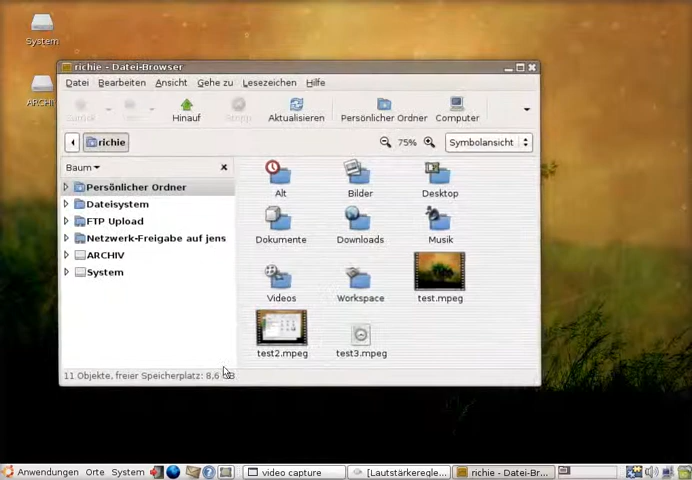 System
ARCHIV
richie - Datei-Browser
Datei Bearbeiten Ansicht Gehe zu Lesezeichen Hilfe
Zurück Stopp
Hinauf Aktualisieren Persönlicher Ordner Computer
richie 75% Symbolansicht
Baum
Persönlicher Ordner
Dateisystem
FTP Upload
Netzwerk-Freigabe auf jens
ARCHIV
System
Alt Bilder Desktop
Dokumente Downloads Musik
Videos Workspace test.mpeg
test2.mpeg test3.mpeg
11 Objekte, freier Speicherplatz: 8,6 GB
Anwendungen Orte System video capture [Lautstärkeregle... richie - Datei-Br...